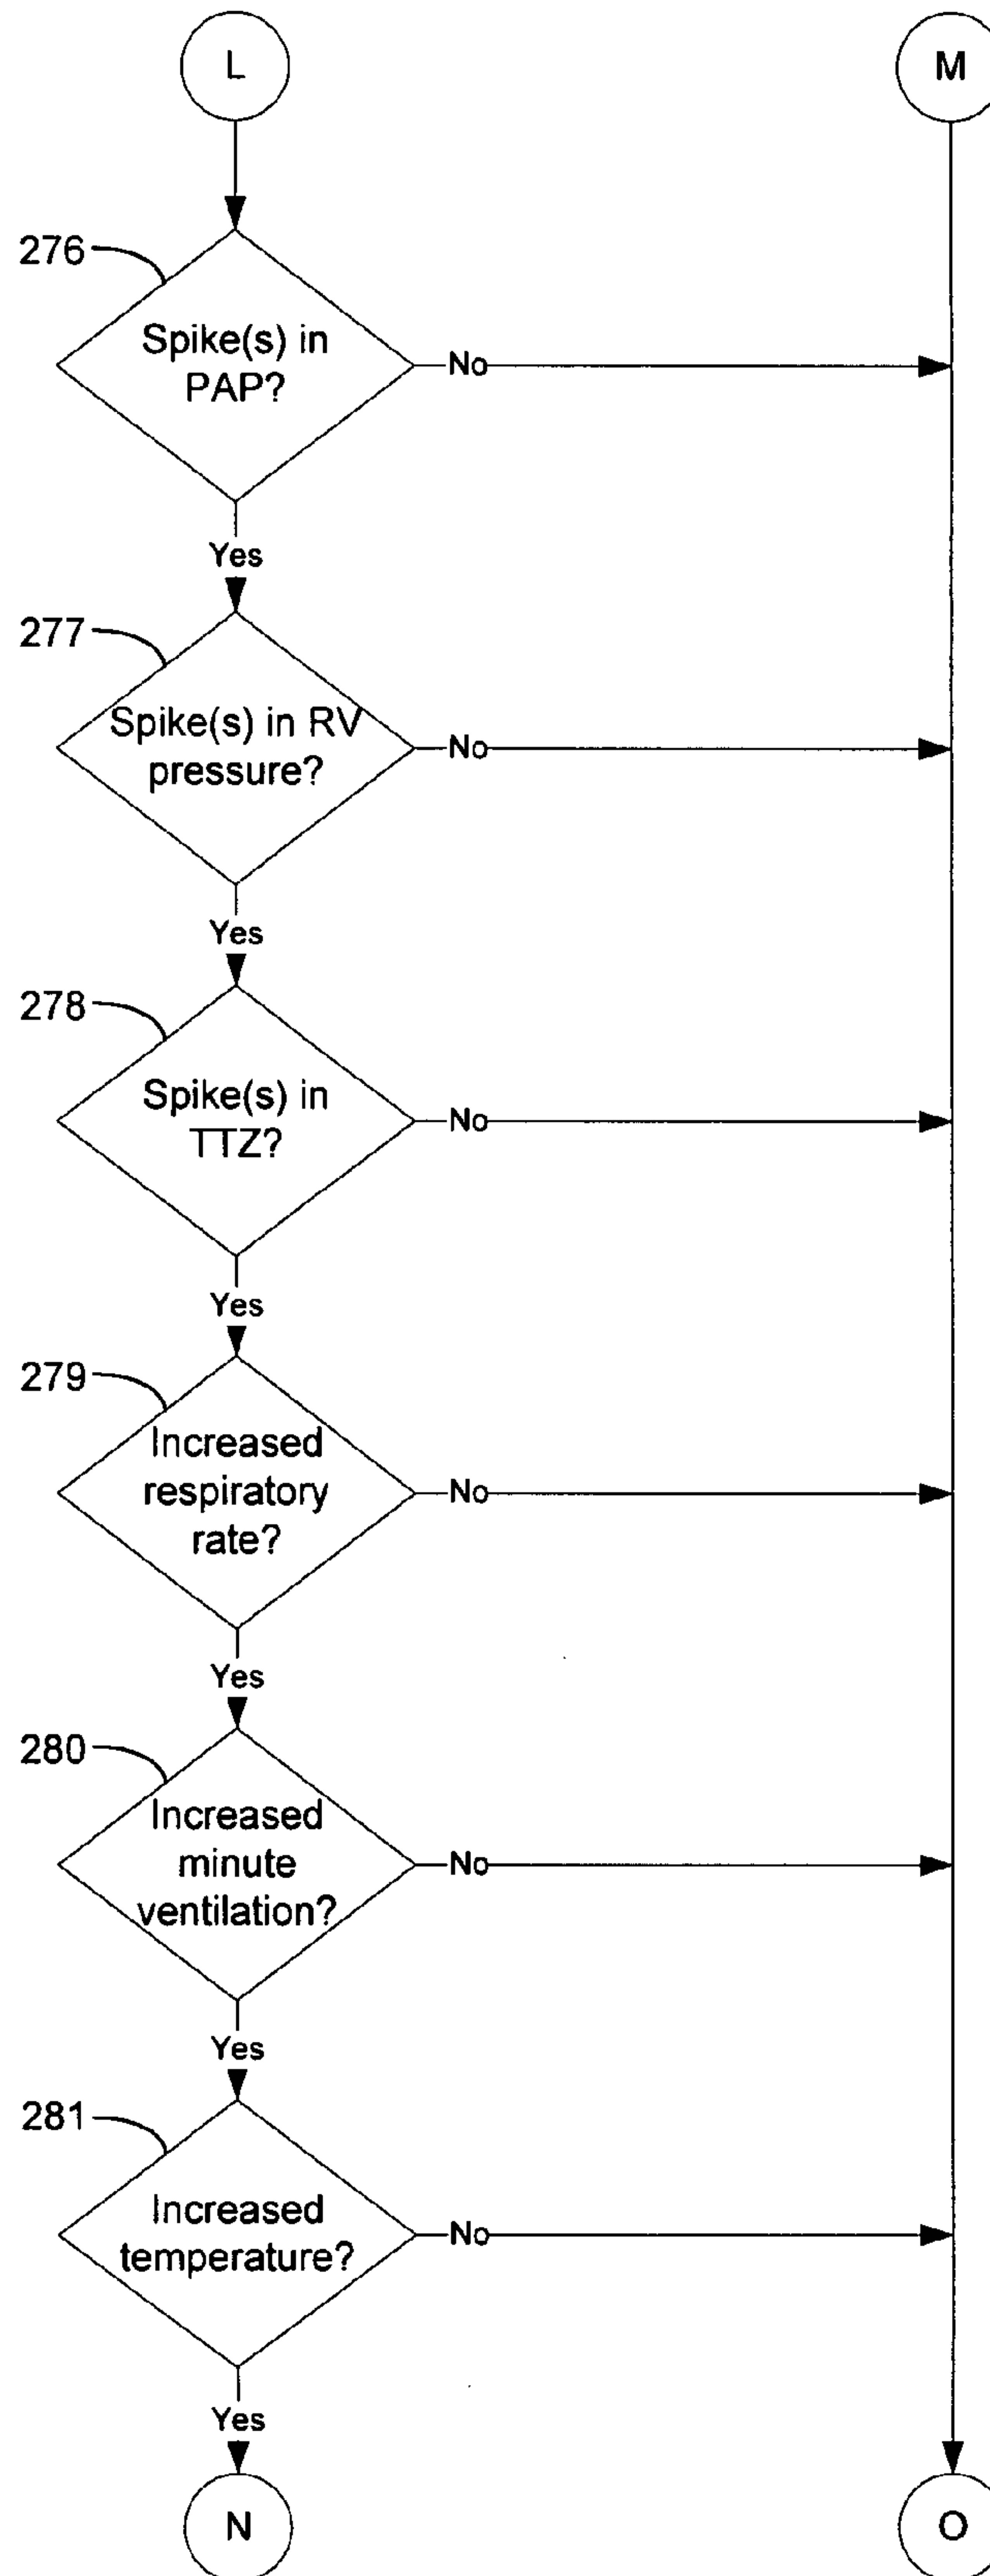 L
M
276
Spike(s) in
PAP?
No
Yes
277
Spike(s) in RV
pressure?
No
Yes
278
Spike(s) in
TTZ?
No
Yes
279
Increased
respiratory
rate?
No
Yes
280
Increased
minute
ventilation?
No
Yes
281
Increased
temperature?
No
Yes
N
O